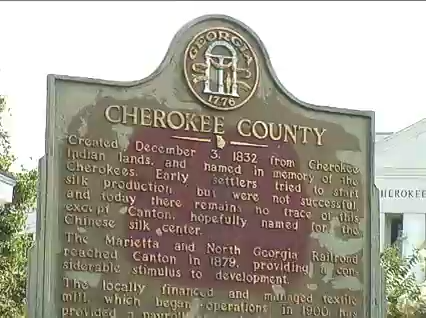 GEORGIA
1776
CHEROKEE COUNTY
Created December 3, 1832 from Cherokee
Indian lands, and named in memory of the
Cherokees. Early settlers tried to start
silk production but were not successful
and today there remains no trace of this
except Canton, hopefully named for the
Chinese silk center.
The Marietta and North Georgia Railroad
reached Canton in 1879, providing a con-
siderable stimulus to development.
The locally financed and managed textile
mill, which began operations in 1900 has
provided a payroll
HEROKEE